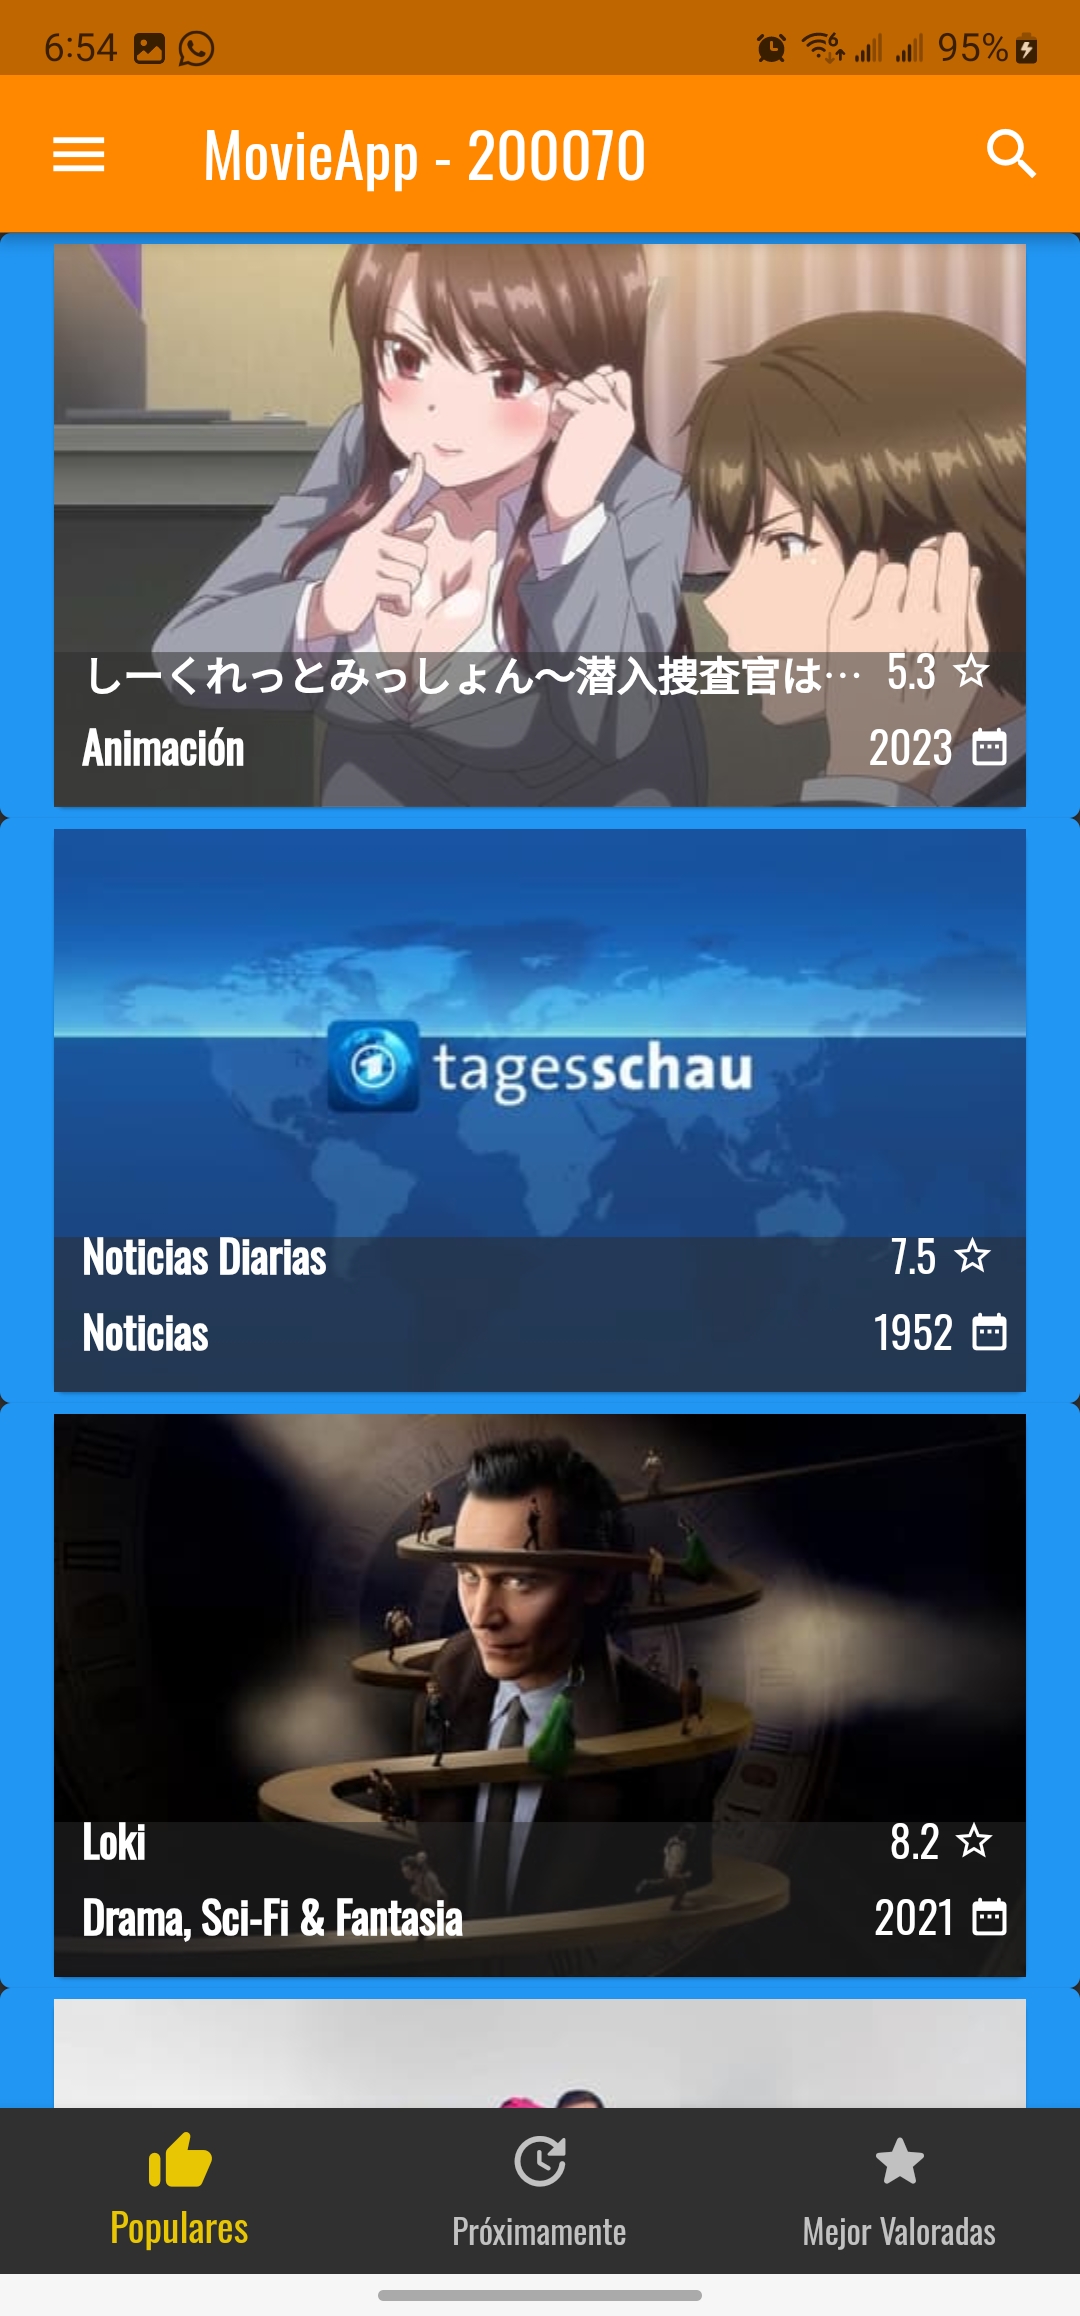 6:54
95%
MovieApp - 200070
しーくれっとみっしょん〜潜入捜査官は… 5.3
Animación 2023
tagesschau
Noticias Diarias 7.5
Noticias 1952
Loki 8.2
Drama, Sci-Fi & Fantasia 2021
Populares Próximamente Mejor Valoradas